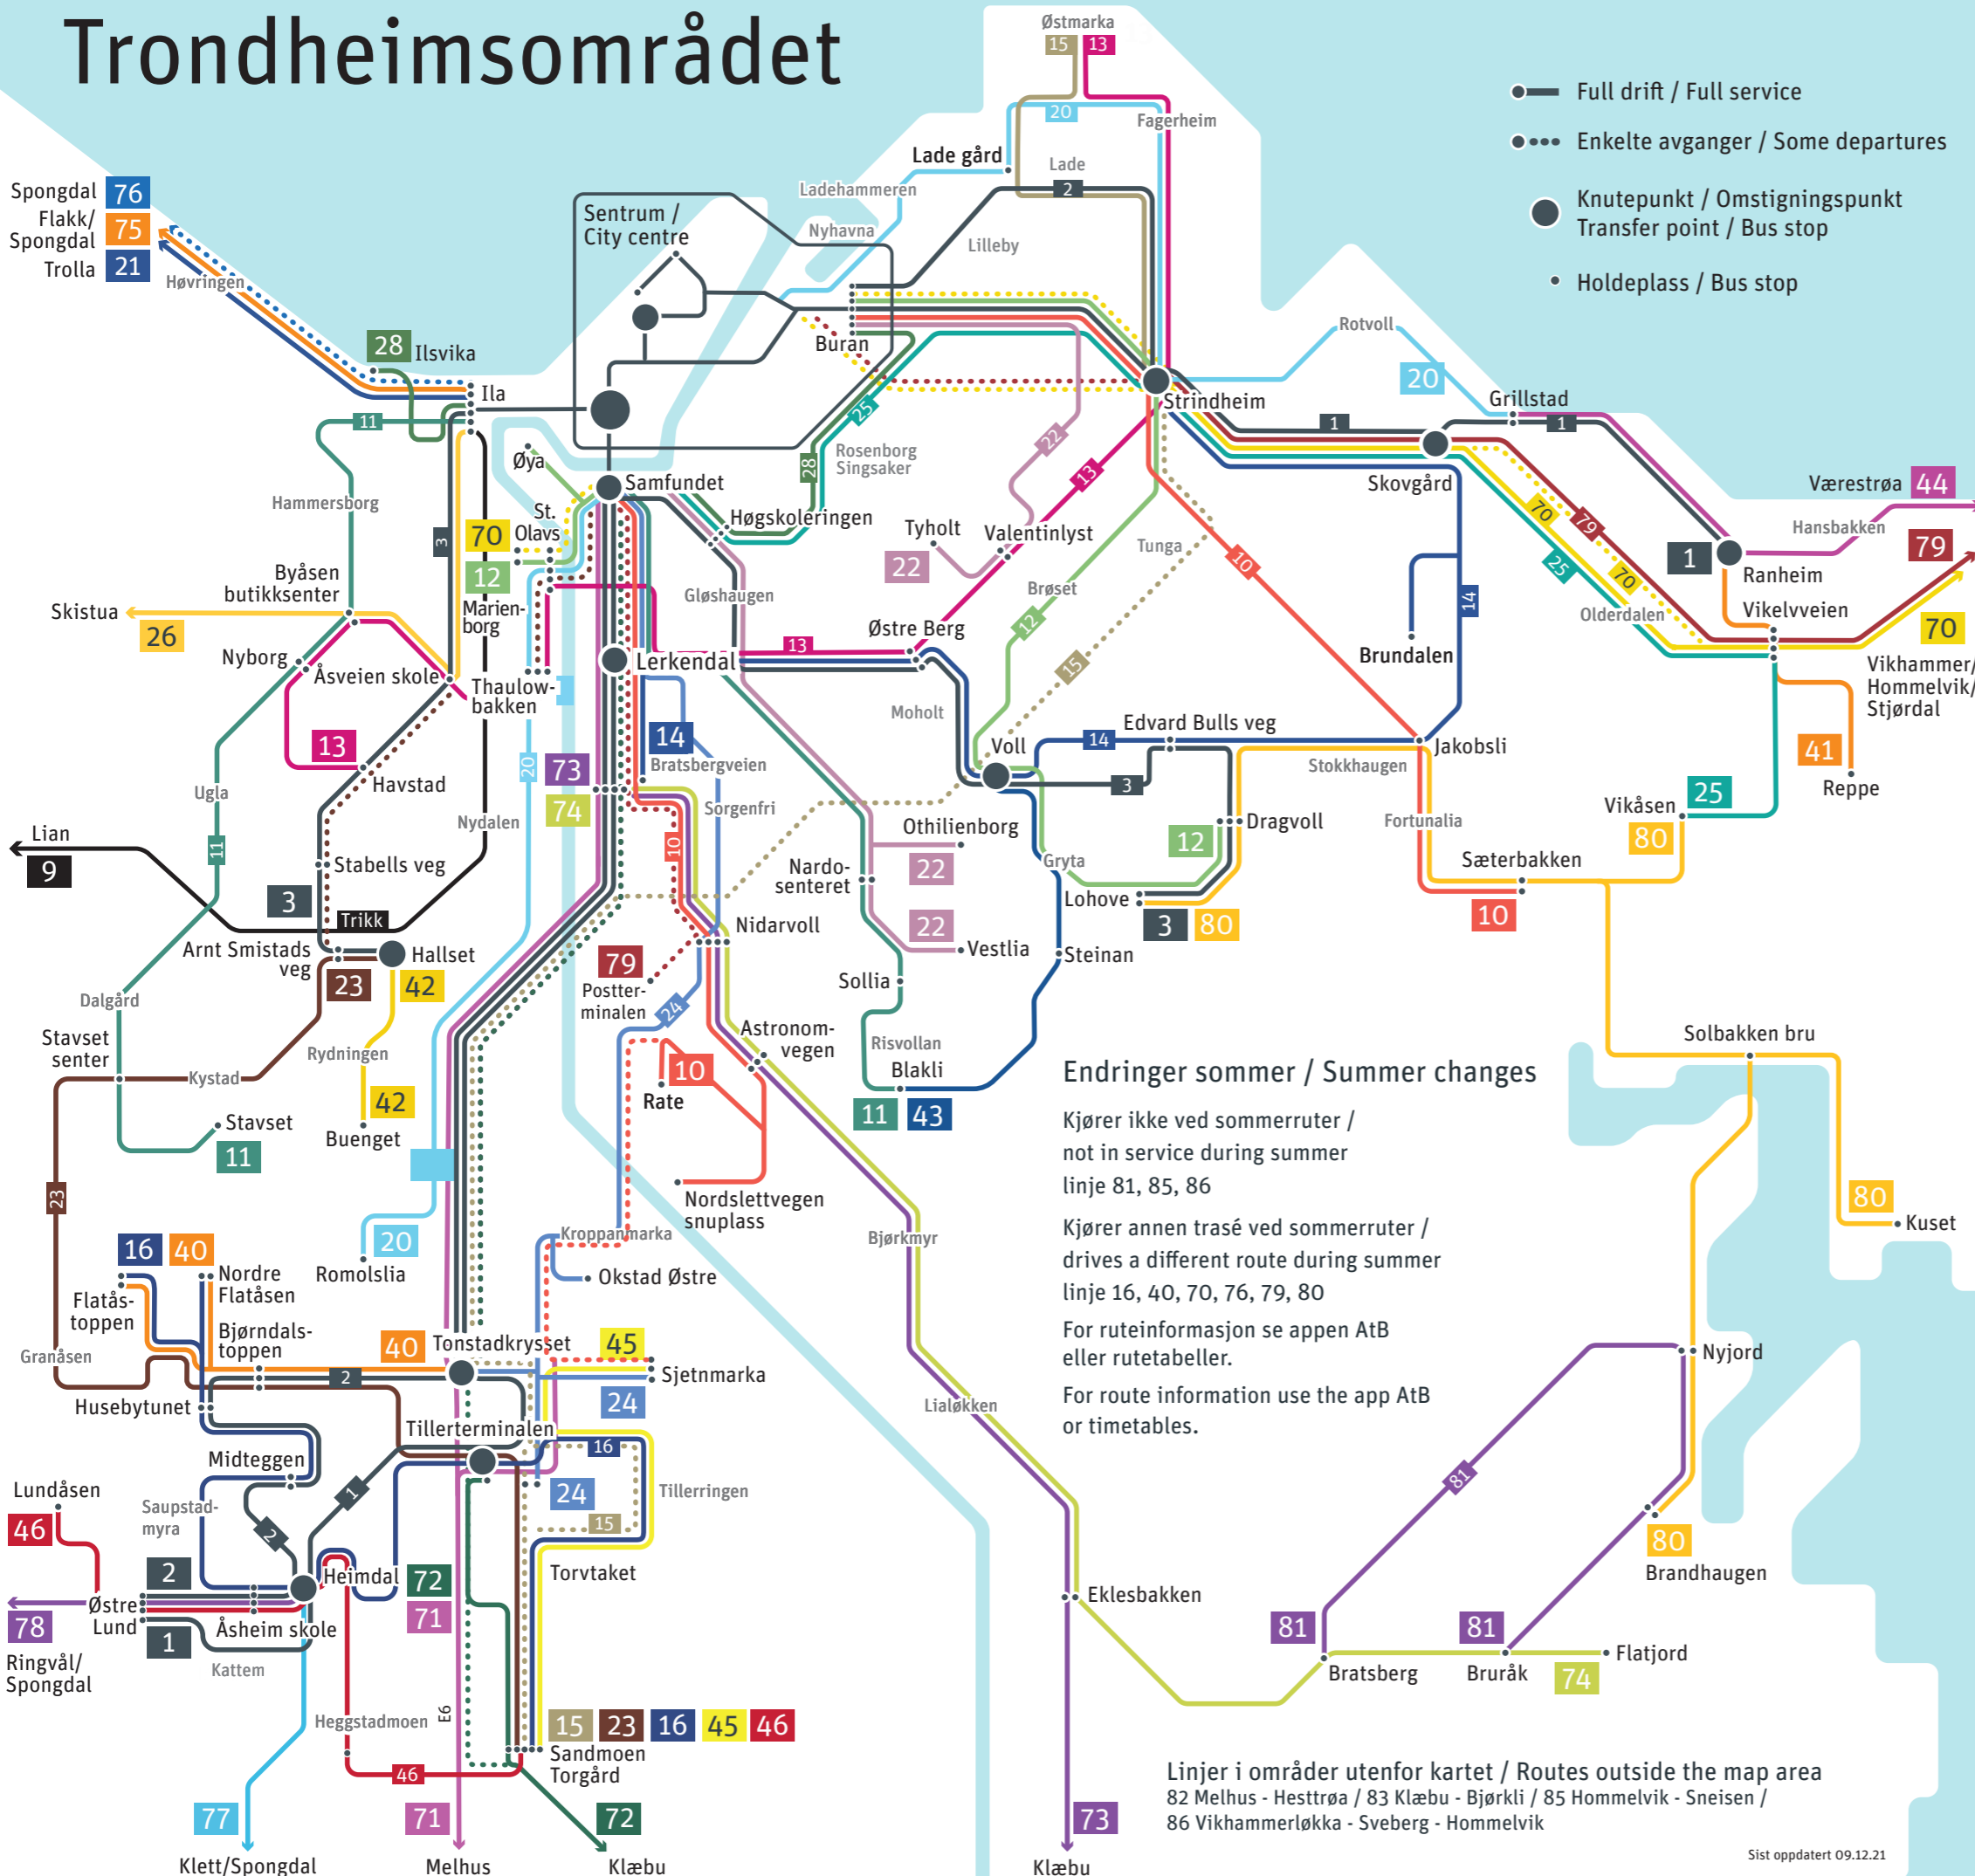 Trondheimsområdet
Østmarka
15 13
20
Fagerheim
Lade gård
Lade
2
Ladehammeren
Nyhavna
Lilleby
Full drift / Full service
Enkelte avganger / Some departures
Knutepunkt / Omstigningspunkt
Transfer point / Bus stop
Holdeplass / Bus stop
Spongdal 76
Flakk/
Spongdal 75
Trolla 21
Høvringen
Sentrum /
City centre
Buran
28 Ilsvika
Ila
11
Rotvoll
20
Grillstad
Strindheim
1
1
Skovgård
Øya
Samfundet
25
Rosenborg
Singsaker
28
22
13
Hammersborg
3
St.
Olavs
70
12
Høgskoleringen
Tyholt
22
Valentinlyst
Tunga
10
Værestrøa 44
Hansbakken
79
70
79
25
70
1
Ranheim
14
Byåsen
butikksenter
Skistua
26
Marien-
borg
Gløshaugen
Brøset
12
Olderdalen
Vikelvveien
70
Vikhammer/
Hommelvik/
Stjørdal
Nyborg
Åsveien skole
Thaulow-
bakken
Lerkendal
13
Østre Berg
15
Brundalen
Moholt
13
Havstad
14
Bratsbergveien
73
74
20
Sorgenfri
Voll
Edvard Bulls veg
14
3
Jakobsli
Stokkhaugen
41
Reppe
25
Vikåsen
80
Ugla
11
Nydalen
Lian
9
Stabells veg
3
Trikk
10
Othilienborg
22
Nardo-
senteret
12
Dragvoll
Gryta
Lohove
3 80
Fortunalia
Sæterbakken
10
Arnt Smistads
veg
Hallset
23
42
Nidarvoll
22
Vestlia
Steinan
79
Postter-
minalen
24
Sollia
Dalgård
Stavset
senter
Kystad
Rydningen
42
Buenget
Stavset
11
Astronom-
vegen
10
Rate
Risvollan
Blakli
11 43
Solbakken bru
Endringer sommer / Summer changes
Kjører ikke ved sommerruter /
not in service during summer
linje 81, 85, 86
Kjører annen trasé ved sommerruter /
drives a different route during summer
linje 16, 40, 70, 76, 79, 80
For ruteinformasjon se appen AtB
eller rutetabeller.
For route information use the app AtB
or timetables.
23
Nordslettvegen
snuplass
80
Kuset
16 40
Nordre
Flatåsen
20
Romolslia
Kroppanmarka
Okstad Østre
Bjørkmyr
Flatås-
toppen
Bjørndals-
toppen
Granåsen
40
Tonstadkrysset
45
Sjetnmarka
24
2
Husebytunet
Nyjord
Lialøkken
Tillerterminalen
16
Midteggen
24
Tillerringen
15
81
Lundåsen
46
Saupstad-
myra
1
2
80
Brandhaugen
Torvtaket
2
Heimdal
72
71
Østre
Lund
78
Ringvål/
Spongdal
1
Åsheim skole
Kattem
Eklesbakken
81
Bratsberg
81
Bruråk
Flatjord
74
Heggstadmoen
E6
15 23 16 45 46
Sandmoen
Torgård
46
77
Klett/Spongdal
71
Melhus
72
Klæbu
73
Klæbu
Linjer i områder utenfor kartet / Routes outside the map area
82 Melhus - Hesttrøa / 83 Klæbu - Bjørkli / 85 Hommelvik - Sneisen /
86 Vikhammerløkka - Sveberg - Hommelvik
Sist oppdatert 09.12.21